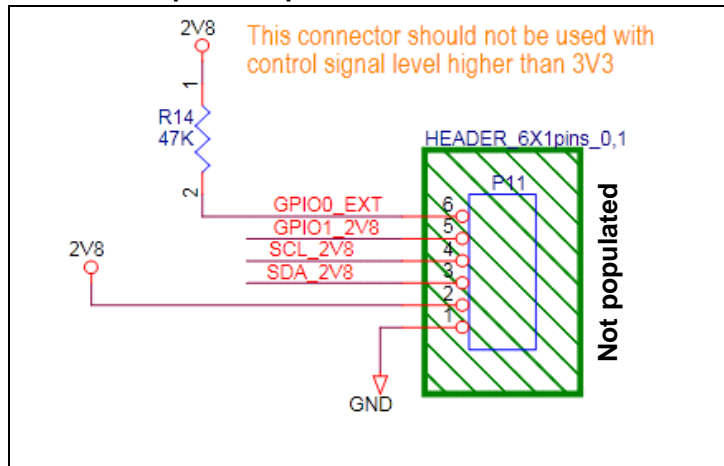 2V8
This connector should not be used with
control signal level higher than 3V3
1
R14
47K
2
HEADER_6X1pins_0,1
P11
GPIO0_EXT
6
GPIO1_2V8
5
SCL_2V8
4
SDA_2V8
3
2V8
2
1
GND
Not populated